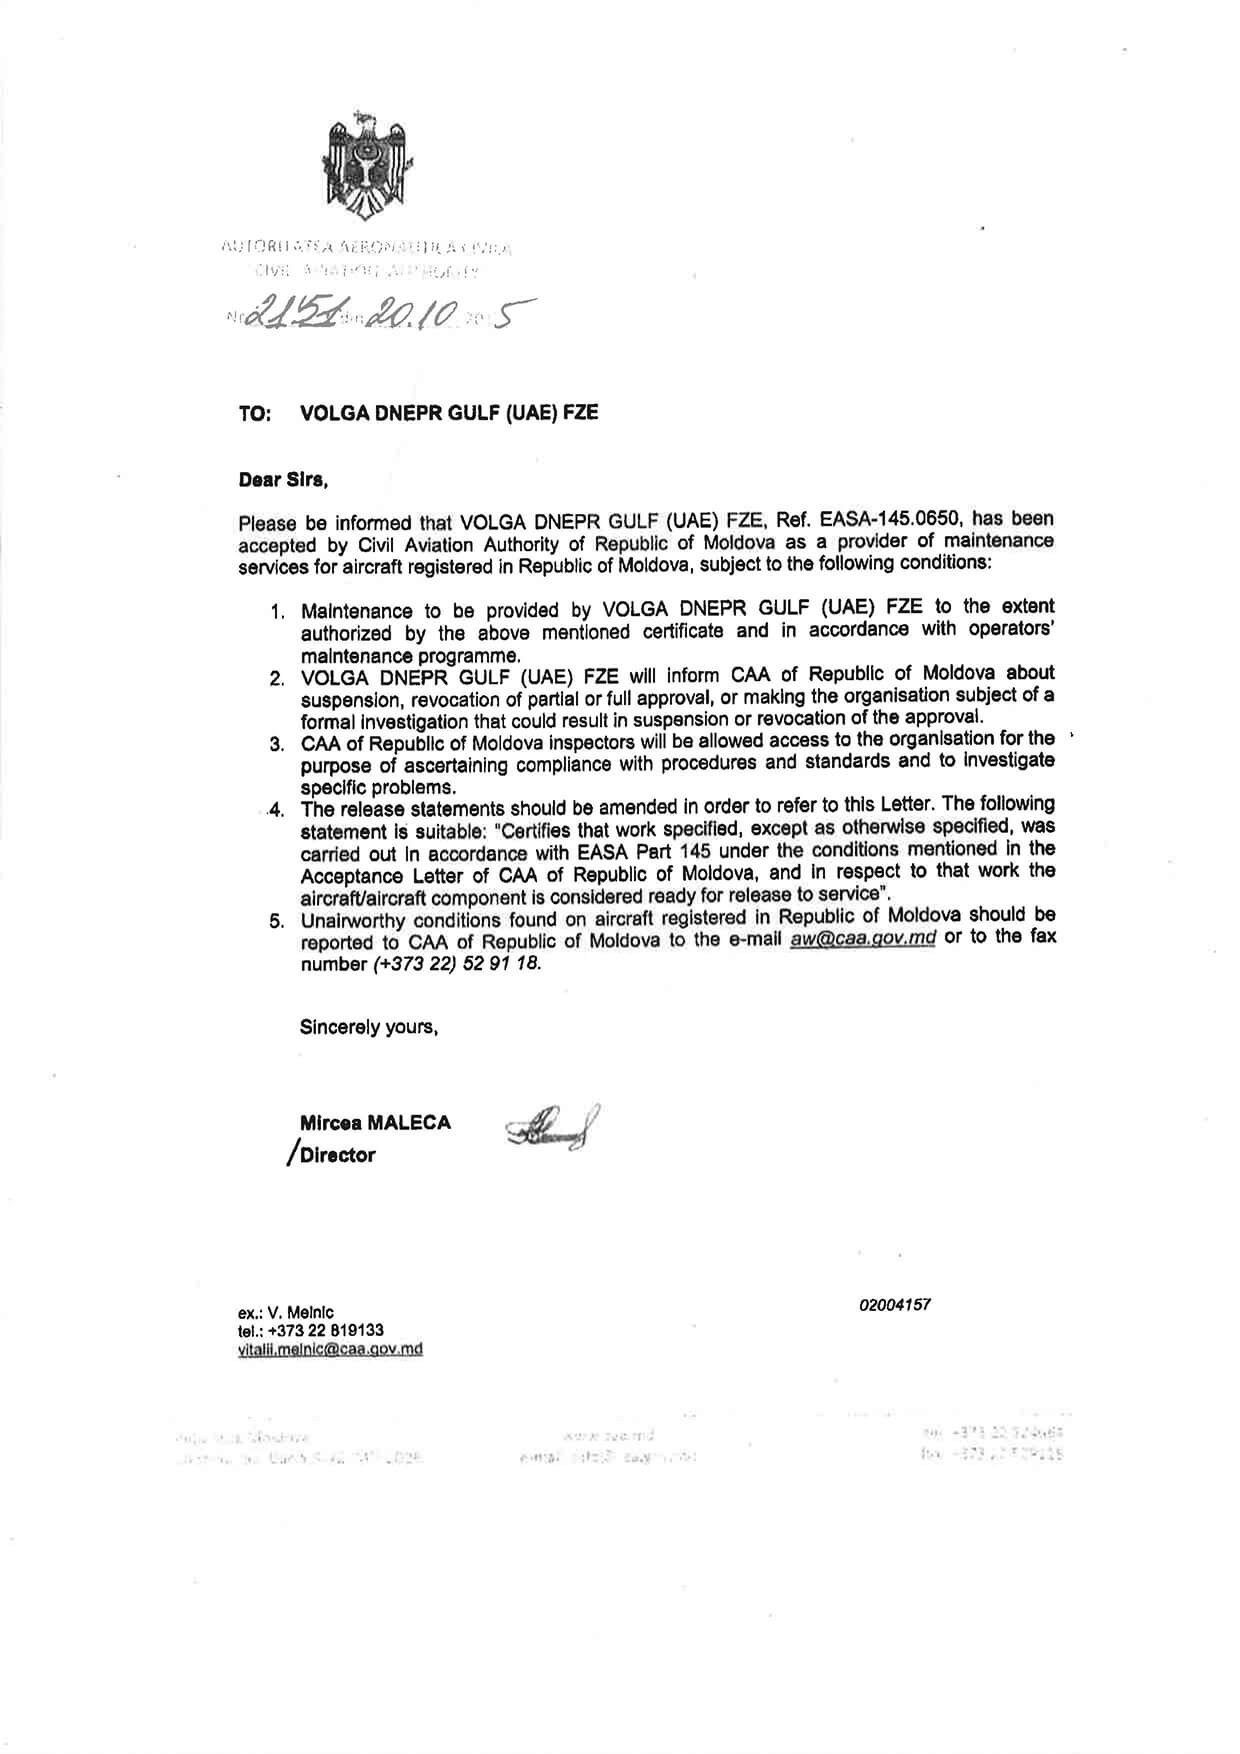 AUTORITATEA AERONAUTICĂ CIVILĂ
CIVIL AVIATION AUTHORITY
Nr. 2151 din 20.10 2015
TO: VOLGA DNEPR GULF (UAE) FZE
Dear Sirs,
Please be informed that VOLGA DNEPR GULF (UAE) FZE, Ref. EASA-145.0650, has been
accepted by Civil Aviation Authority of Republic of Moldova as a provider of maintenance
services for aircraft registered in Republic of Moldova, subject to the following conditions:
1. Maintenance to be provided by VOLGA DNEPR GULF (UAE) FZE to the extent
authorized by the above mentioned certificate and in accordance with operators'
maintenance programme.
2. VOLGA DNEPR GULF (UAE) FZE will inform CAA of Republic of Moldova about
suspension, revocation of partial or full approval, or making the organisation subject of a
formal investigation that could result in suspension or revocation of the approval.
3. CAA of Republic of Moldova inspectors will be allowed access to the organisation for the
purpose of ascertaining compliance with procedures and standards and to investigate
specific problems.
4. The release statements should be amended in order to refer to this Letter. The following
statement is suitable: "Certifies that work specified, except as otherwise specified, was
carried out in accordance with EASA Part 145 under the conditions mentioned in the
Acceptance Letter of CAA of Republic of Moldova, and in respect to that work the
aircraft/aircraft component is considered ready for release to service".
5. Unairworthy conditions found on aircraft registered in Republic of Moldova should be
reported to CAA of Republic of Moldova to the e-mail aw@caa.gov.md or to the fax
number (+373 22) 52 91 18.
Sincerely yours,
Mircea MALECA
/Director
ex.: V. Melnic
tel.: +373 22 819133
vitalii.melnic@caa.gov.md
02004157
www.caa.md